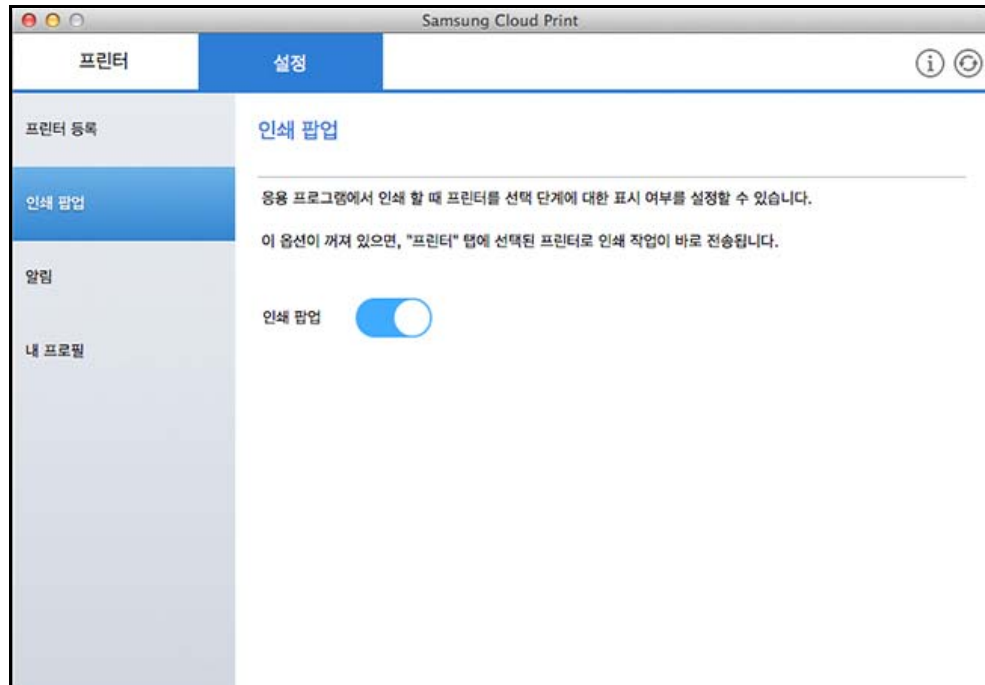 Samsung Cloud Print
프린터
설정
프린터 등록
인쇄 팝업
알림
내 프로필
인쇄 팝업
응용 프로그램에서 인쇄 할 때 프린터를 선택 단계에 대한 표시 여부를 설정할 수 있습니다.
이 옵션이 꺼져 있으면, "프린터" 탭에 선택된 프린터로 인쇄 작업이 바로 전송됩니다.
인쇄 팝업